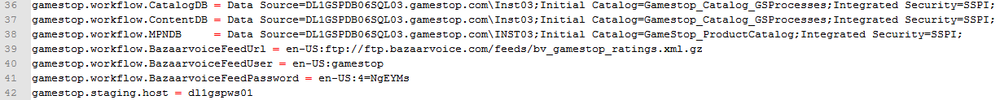 36 gamestop.workflow.CatalogDB = Data Source=DL1GSPDB06SQL03.gamestop.com\Inst03;Initial Catalog=Gamestop_Catalog_GSProcesses;Integrated Security=SSPI;
37 gamestop.workflow.ContentDB = Data Source=DL1GSPDB06SQL03.gamestop.com\Inst03;Initial Catalog=Gamestop_Catalog_GSProcesses;Integrated Security=SSPI;
38 gamestop.workflow.MPNDB     = Data Source=DL1GSPDB06SQL03.gamestop.com\INST03;Initial Catalog=GameStop_ProductCatalog;Integrated Security=SSPI;
39 gamestop.workflow.BazaarvoiceFeedUrl = en-US:ftp://ftp.bazaarvoice.com/feeds/bv_gamestop_ratings.xml.gz
40 gamestop.workflow.BazaarvoiceFeedUser = en-US:gamestop
41 gamestop.workflow.BazaarvoiceFeedPassword = en-US:4=NgEYMs
42 gamestop.staging.host = dl1gspws01